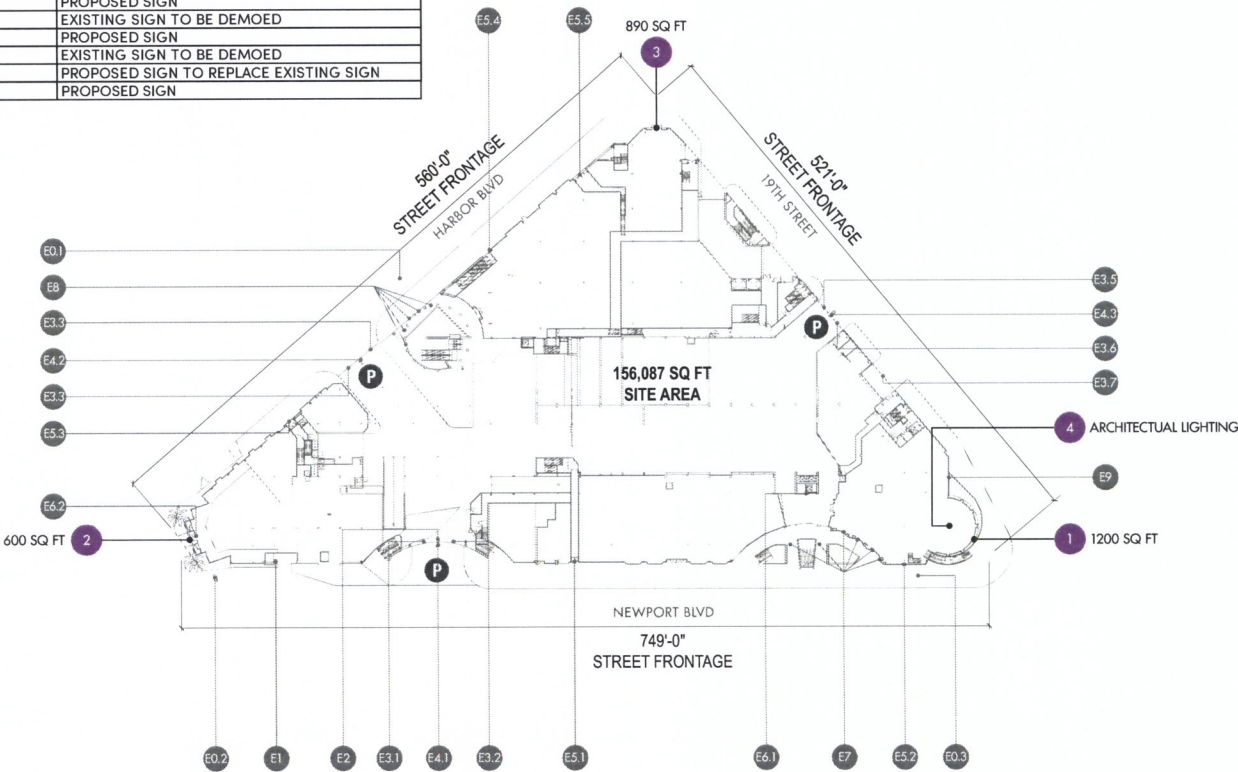 PROPOSED SIGN
EXISTING SIGN TO BE DEMOED
PROPOSED SIGN
EXISTING SIGN TO BE DEMOED
PROPOSED SIGN TO REPLACE EXISTING SIGN
PROPOSED SIGN
E5.4
E5.5
890 SQ FT
3
560'-0"
STREET FRONTAGE
HARBOR BLVD
521'-0"
STREET FRONTAGE
19TH STREET
E0.1
E8
E3.3
E4.2
E3.3
E5.3
E6.2
600 SQ FT 2
P
P
P
156,087 SQ FT
SITE AREA
E3.5
E4.3
E3.6
E3.7
4 ARCHITECTUAL LIGHTING
E9
1 1200 SQ FT
NEWPORT BLVD
749'-0"
STREET FRONTAGE
E0.2
E1
E2
E3.1
E4.1
E3.2
E5.1
E6.1
E7
E5.2
E0.3